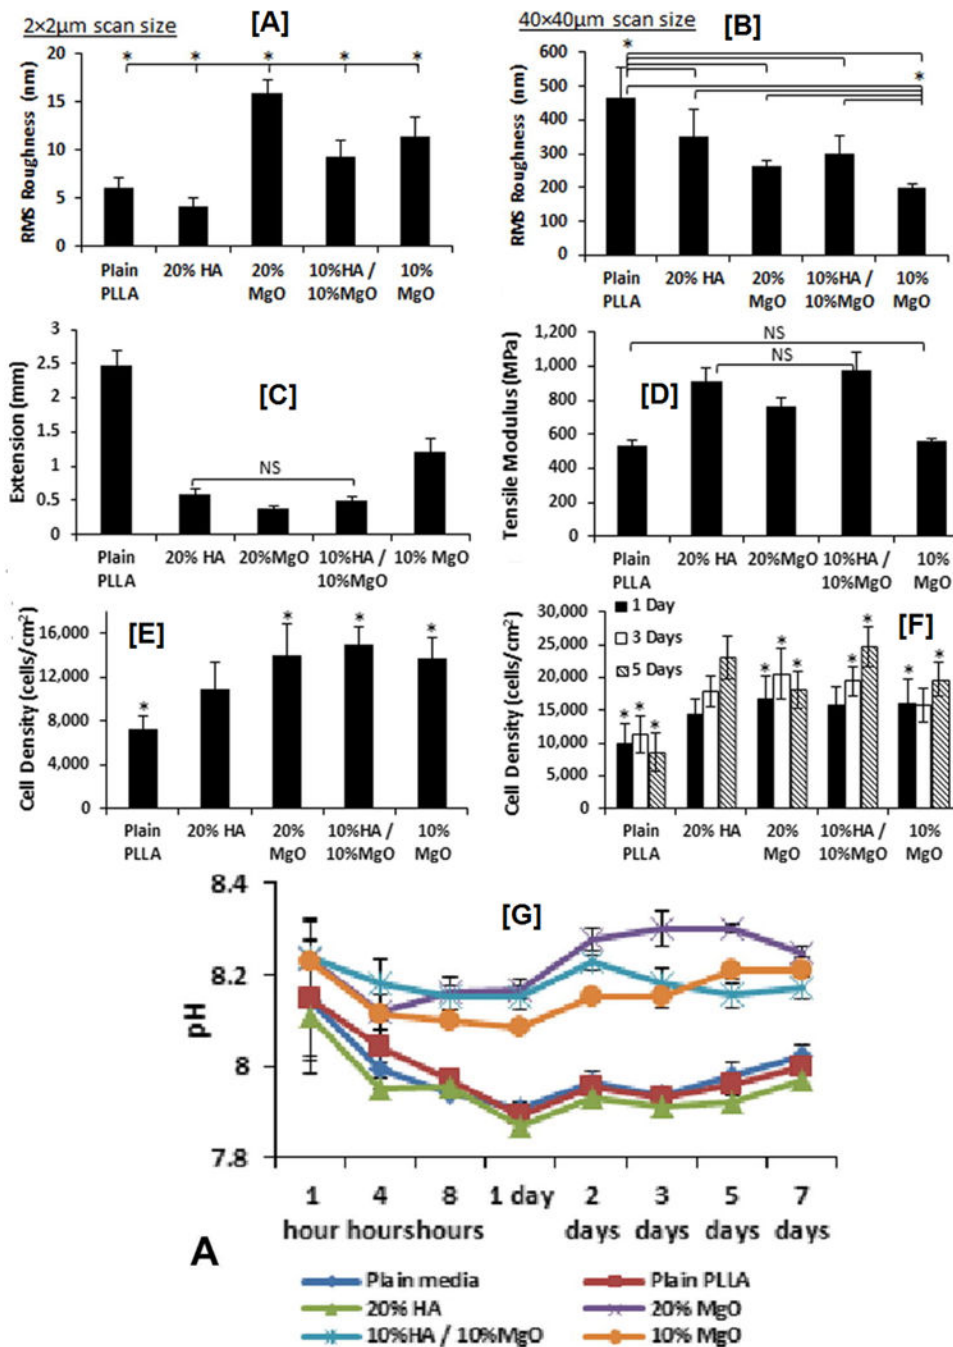 2×2µm scan size
[A]
RMS Roughness (nm)
20
15
10
5
0
* * * * *
Plain PLLA
20% HA
20% MgO
10%HA / 10%MgO
10% MgO
40×40µm scan size
[B]
RMS Roughness (nm)
600
500
400
300
200
100
0
*
*
Plain PLLA
20% HA
20% MgO
10%HA / 10%MgO
10% MgO
[C]
Extension (mm)
3
2.5
2
1.5
1
0.5
0
NS
Plain PLLA
20% HA
20%MgO
10%HA / 10%MgO
10% MgO
[D]
Tensile Modulus (MPa)
1,200
1,000
800
600
400
200
0
NS
NS
Plain PLLA
20% HA
20%MgO
10%HA / 10%MgO
10% MgO
[E]
Cell Density (cells/cm²)
16,000
12,000
8,000
4,000
0
* * * *
Plain PLLA
20% HA
20% MgO
10%HA / 10%MgO
10% MgO
[F]
Cell Density (cells/cm²)
30,000
25,000
20,000
15,000
10,000
5,000
0
1 Day
3 Days
5 Days
* * * * * * * * * *
Plain PLLA
20% HA
20% MgO
10%HA / 10%MgO
10% MgO
[G]
pH
8.4
8.2
8
7.8
1 hour
4 hours
8 hours
1 day
2 days
3 days
5 days
7 days
A
Plain media
Plain PLLA
20% HA
20% MgO
10%HA / 10%MgO
10% MgO